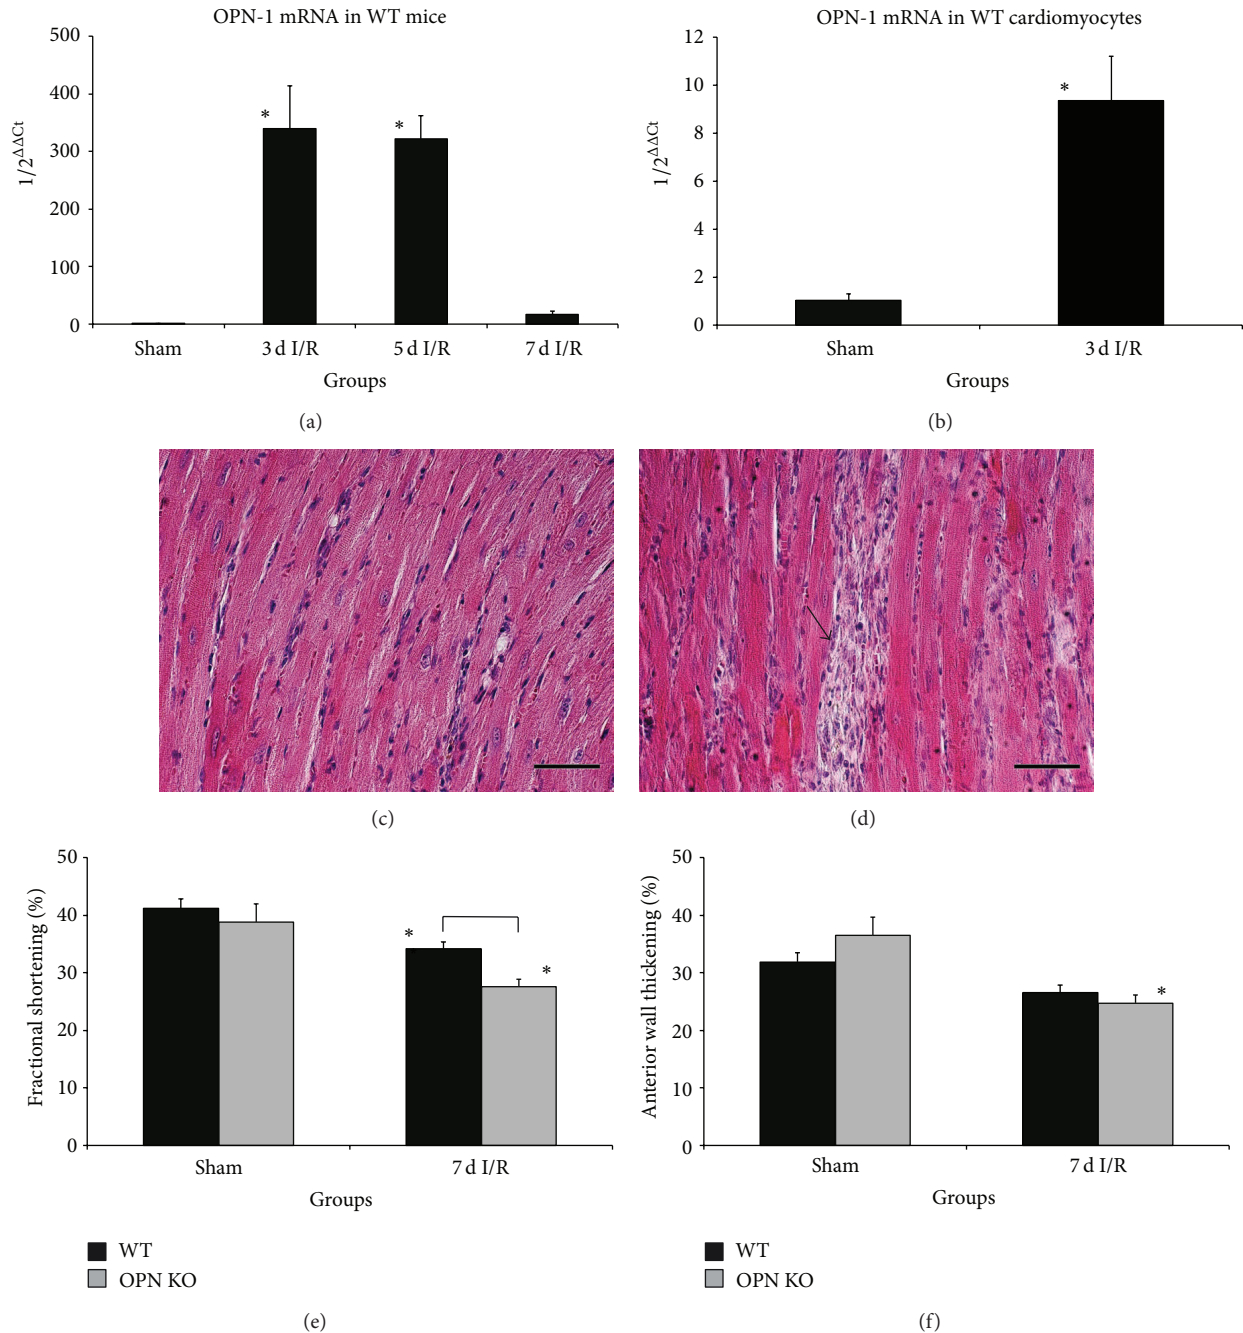 OPN-1 mRNA in WT mice
500
400
300
200
100
0
1/2^ΔΔCt
*
*
Sham
3 d I/R
5 d I/R
7 d I/R
Groups
(a)
OPN-1 mRNA in WT cardiomyocytes
12
10
8
6
4
2
0
1/2^ΔΔCt
*
Sham
3 d I/R
Groups
(b)
(c)
(d)
50
40
30
20
10
0
Fractional shortening (%)
*
*
Sham
7 d I/R
Groups
WT
OPN KO
(e)
50
40
30
20
10
0
Anterior wall thickening (%)
*
Sham
7 d I/R
Groups
WT
OPN KO
(f)